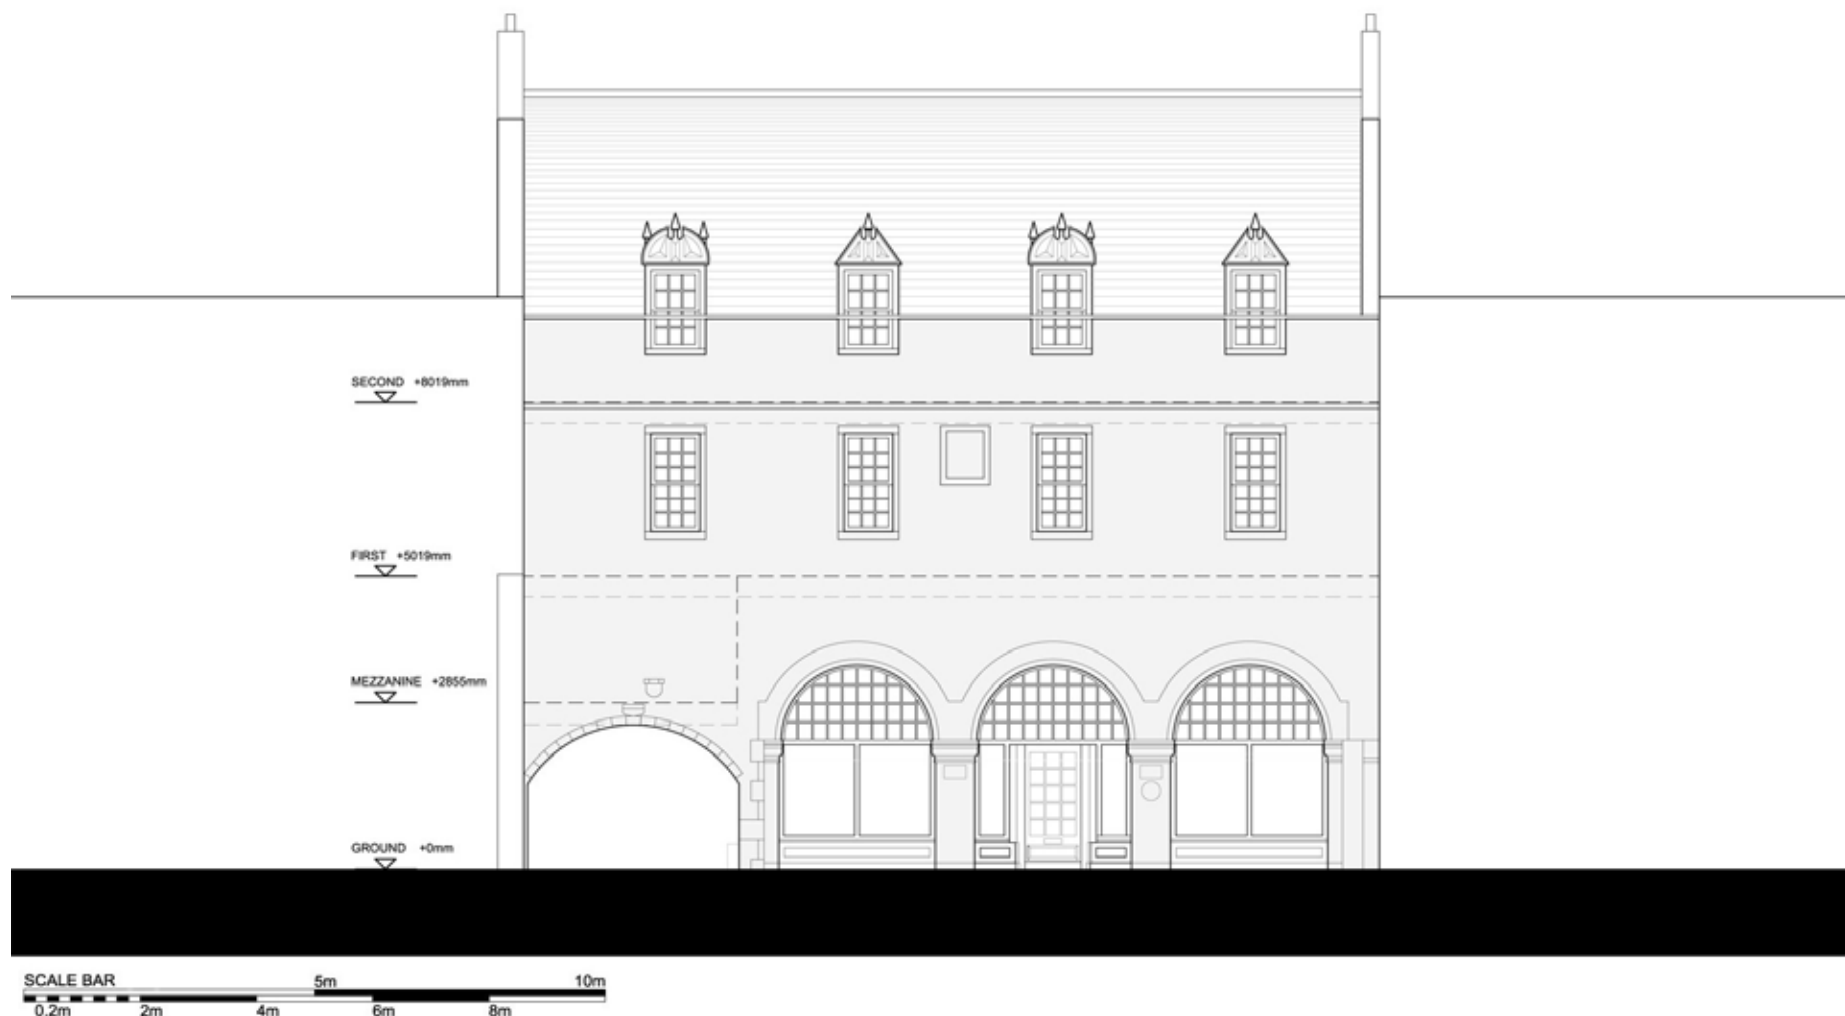 SECOND +8019mm
FIRST +5019mm
MEZZANINE +2855mm
GROUND +0mm
SCALE BAR 5m 10m
0.2m 2m 4m 6m 8m